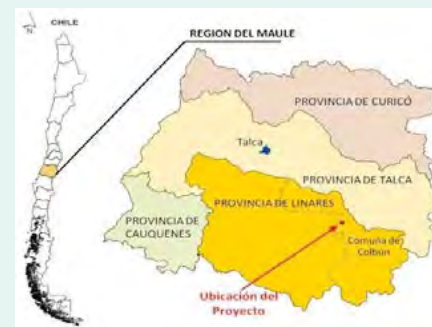 N
CHILE
REGION DEL MAULE
PROVINCIA DE CURICÓ
Talca
PROVINCIA DE TALCA
PROVINCIA DE LINARES
PROVINCIA DE
CAUQUENES
Comuna de
Colbún
Ubicación del
Proyecto